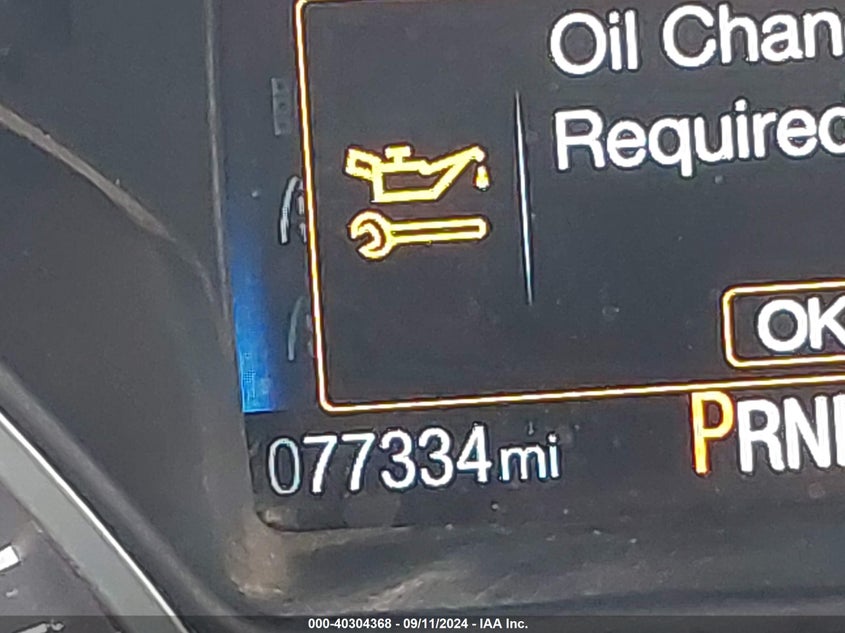 Oil Chan
Required
OK
077334mi
PRN
000-40304368 - 09/11/2024 - IAA Inc.